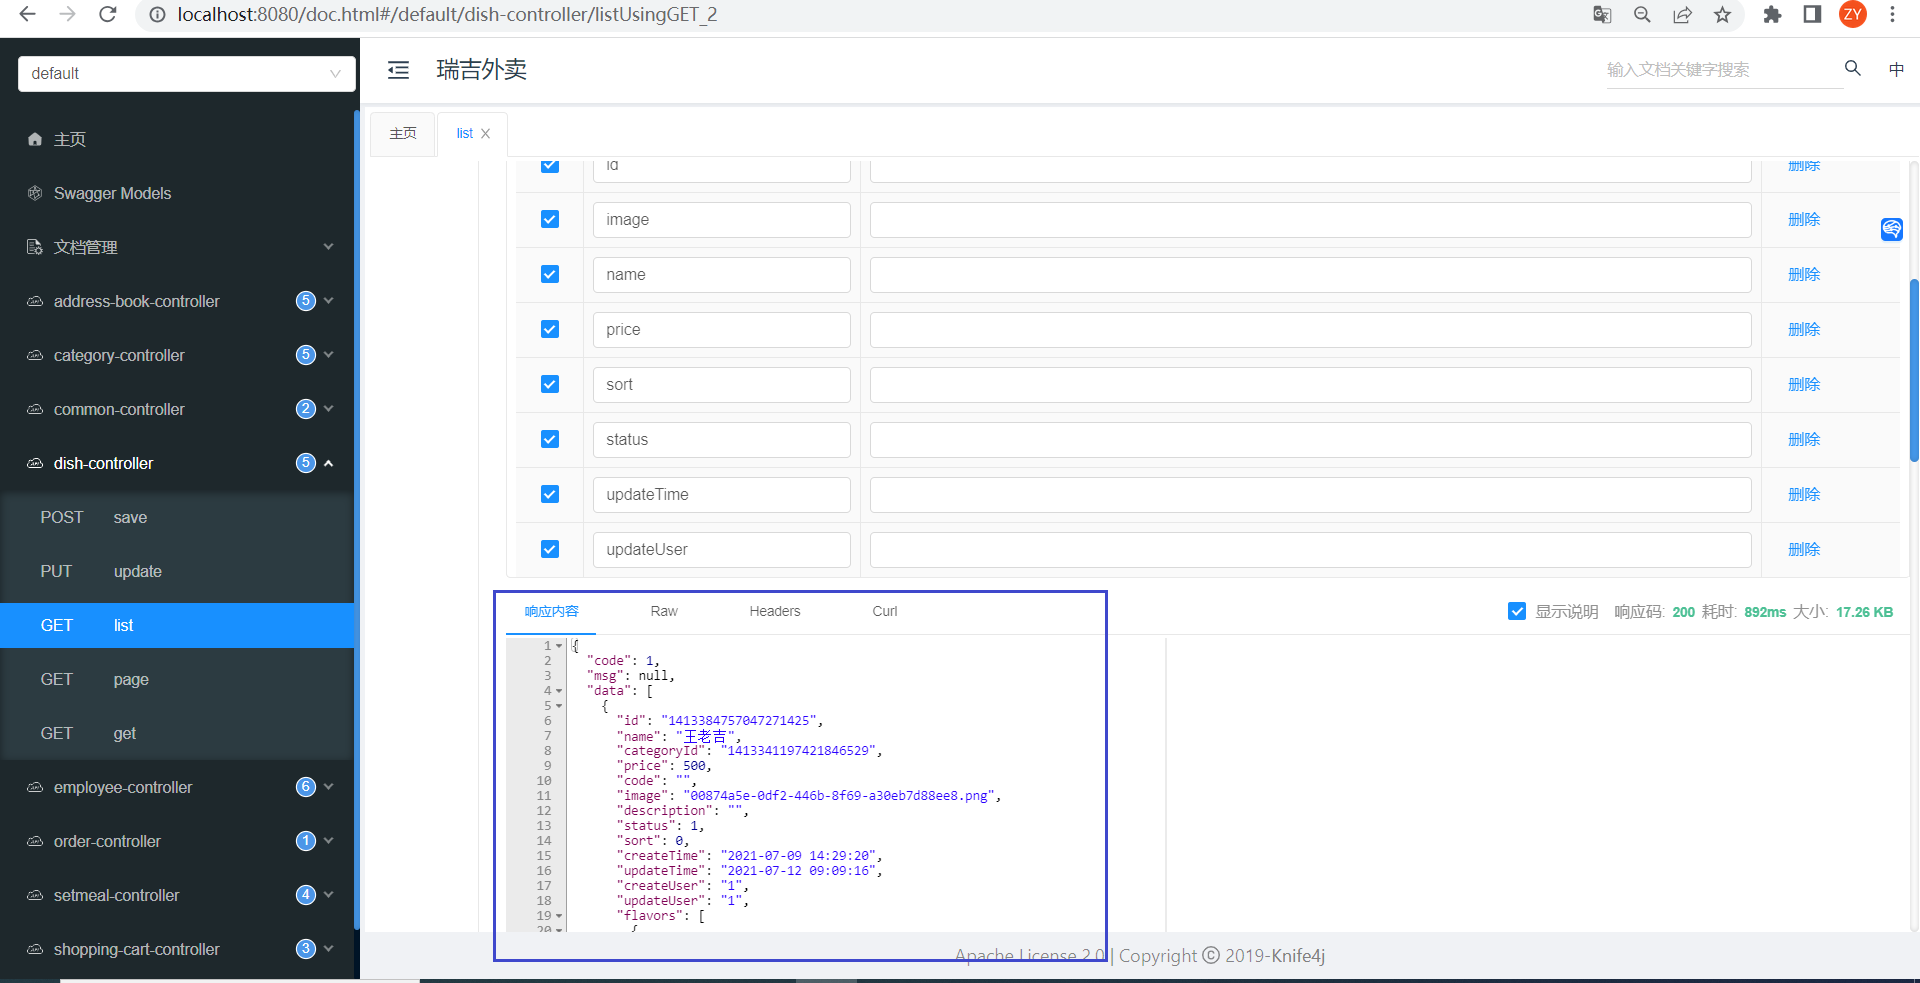 localhost:8080/doc.html#/default/dish-controller/listUsingGET_2
ZY
default
瑞吉外卖
输入文档关键字搜索
中
主页
Swagger Models
文档管理
address-book-controller 5
category-controller 5
common-controller 2
dish-controller 5
POST save
PUT update
GET list
GET page
GET get
employee-controller 6
order-controller 1
setmeal-controller 4
shopping-cart-controller 3
主页 list
id 删除
image 删除
name 删除
price 删除
sort 删除
status 删除
updateTime 删除
updateUser 删除
响应内容 Raw Headers Curl
显示说明 响应码: 200 耗时: 892ms 大小: 17.26 KB
1 {
2 "code": 1,
3 "msg": null,
4 "data": [
5 {
6 "id": "1413384757047271425",
7 "name": "王老吉",
8 "categoryId": "1413341197421846529",
9 "price": 500,
10 "code": "",
11 "image": "00874a5e-0df2-446b-8f69-a30eb7d88ee8.png",
12 "description": "",
13 "status": 1,
14 "sort": 0,
15 "createTime": "2021-07-09 14:29:20",
16 "updateTime": "2021-07-12 09:09:16",
17 "createUser": "1",
18 "updateUser": "1",
19 "flavors": [
20 {
Apache License 2.0 | Copyright © 2019-Knife4j